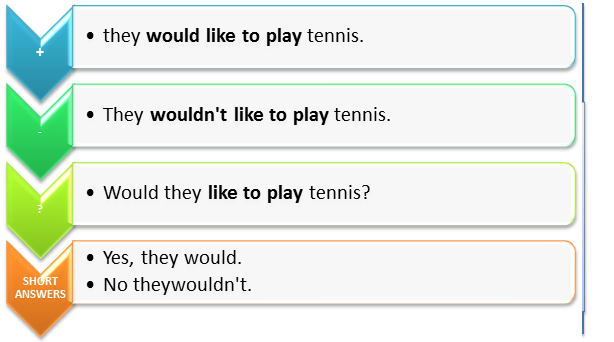 +
• they would like to play tennis.
-
• They wouldn't like to play tennis.
?
• Would they like to play tennis?
SHORT
ANSWERS
• Yes, they would.
• No theywouldn't.